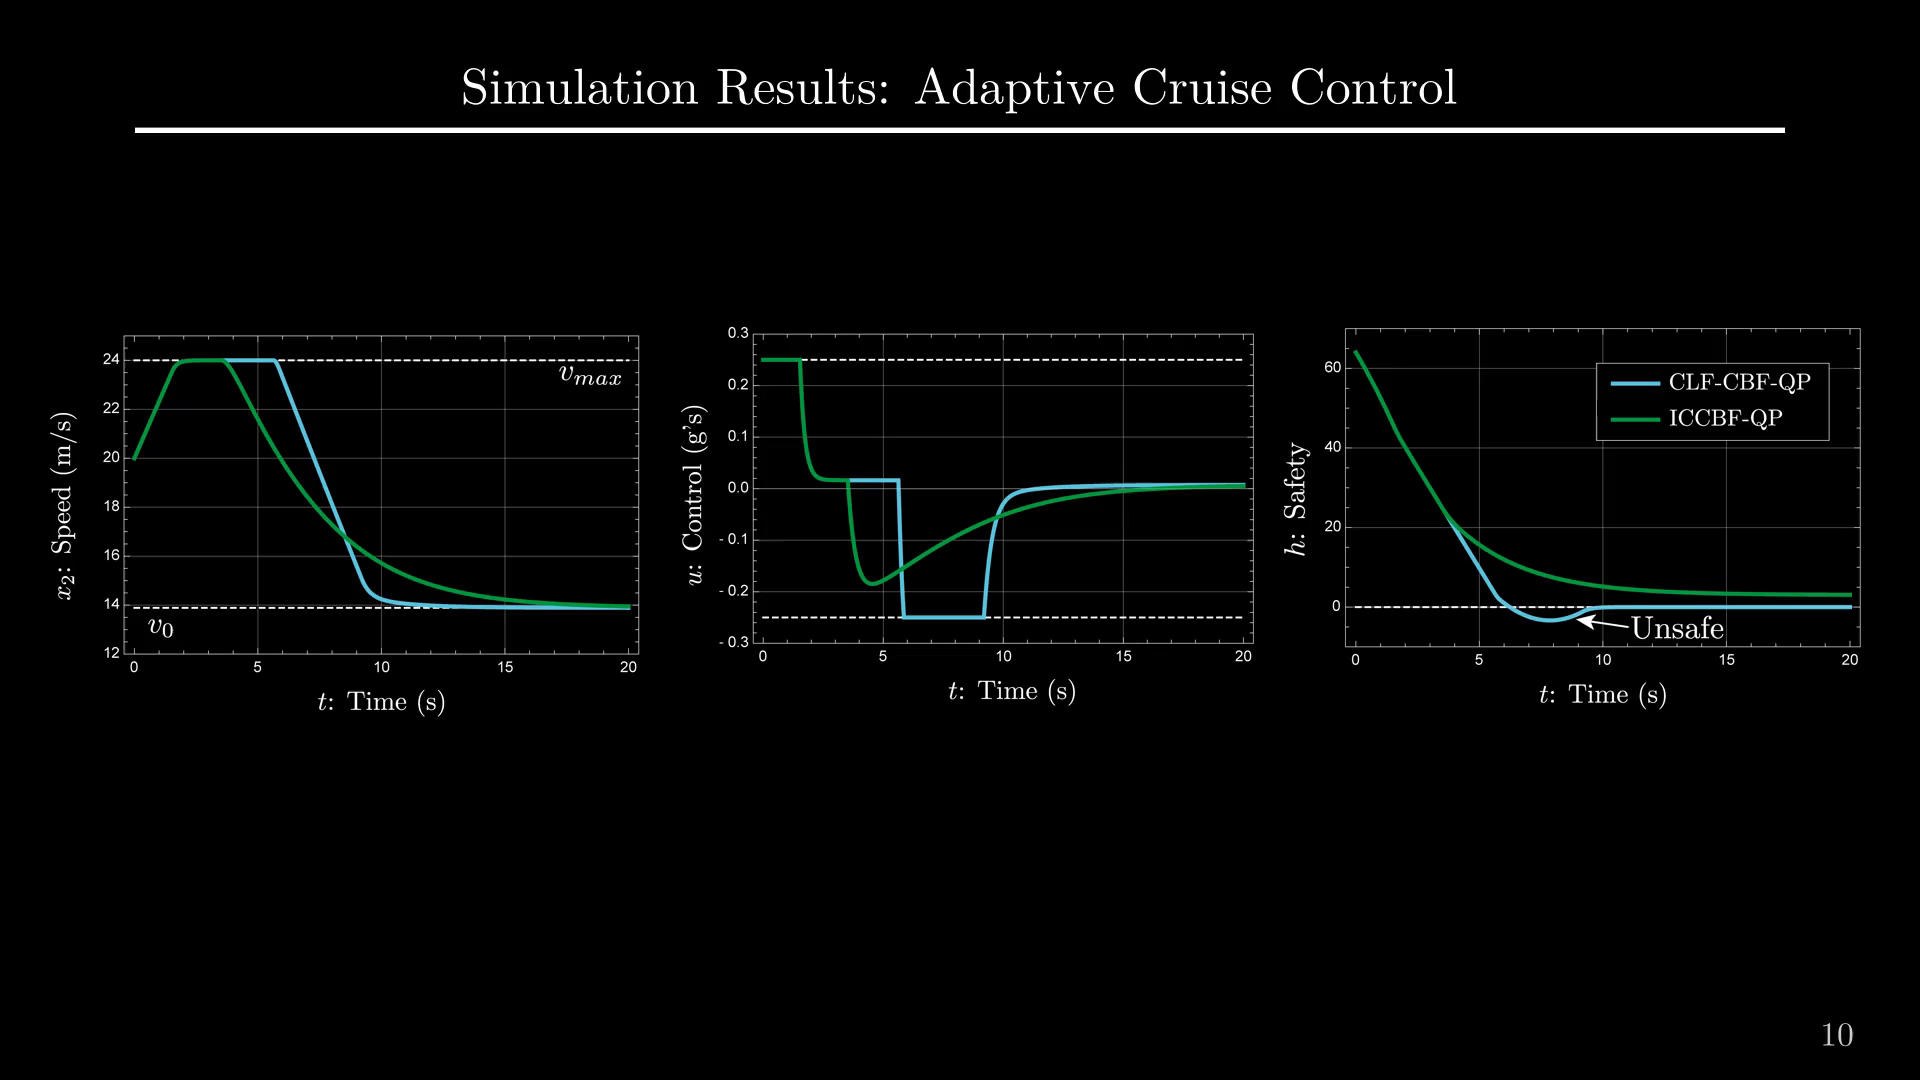 Simulation Results: Adaptive Cruise Control
x2: Speed (m/s)
24
22
20
18
16
14
12
vmax
v0
0 5 10 15 20
t: Time (s)
u: Control (g's)
0.3
0.2
0.1
0.0
-0.1
-0.2
-0.3
0 5 10 15 20
t: Time (s)
h: Safety
60
40
20
0
CLF-CBF-QP
ICCBF-QP
Unsafe
0 5 10 15 20
t: Time (s)
10